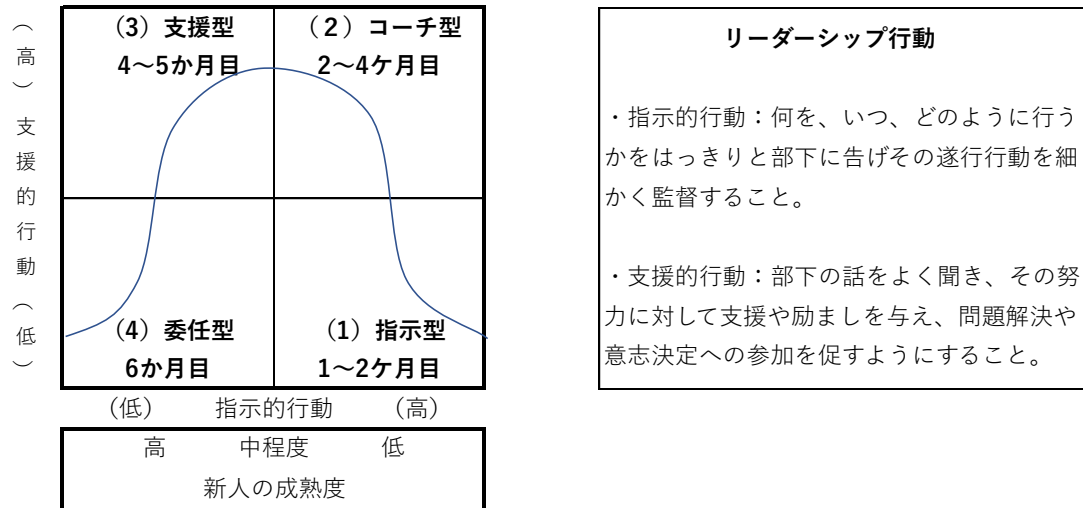 （高）支援的行動（低）
（3）支援型
4～5か月目
（２）コーチ型
2～4ケ月目
（4）委任型
6か月目
（1）指示型
1～2ケ月目
（低）　指示的行動　（高）
高　中程度　低
新人の成熟度
リーダーシップ行動
・指示的行動：何を、いつ、どのように行う
かをはっきりと部下に告げその遂行行動を細
かく監督すること。
・支援的行動：部下の話をよく聞き、その努
力に対して支援や励ましを与え、問題解決や
意志決定への参加を促すようにすること。